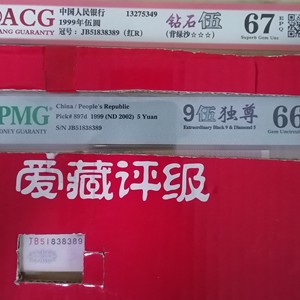 ACG
ANG GUARANTY
中国人民银行
1999年伍圆
冠号: JB51838389 (红R)
13275349
钻石伍
(背绿沙☆☆☆)
67 EPQ
Superb Gem Unc
PMG
MONEY GUARANTY
China / People's Republic
Pick# 897d 1999 (ND 2002) 5 Yuan
S/N JB51838389
9伍独尊
Extraordinary Black 9 & Diamond 5
66
Gem Uncirculat
爱藏评级
JB51838389